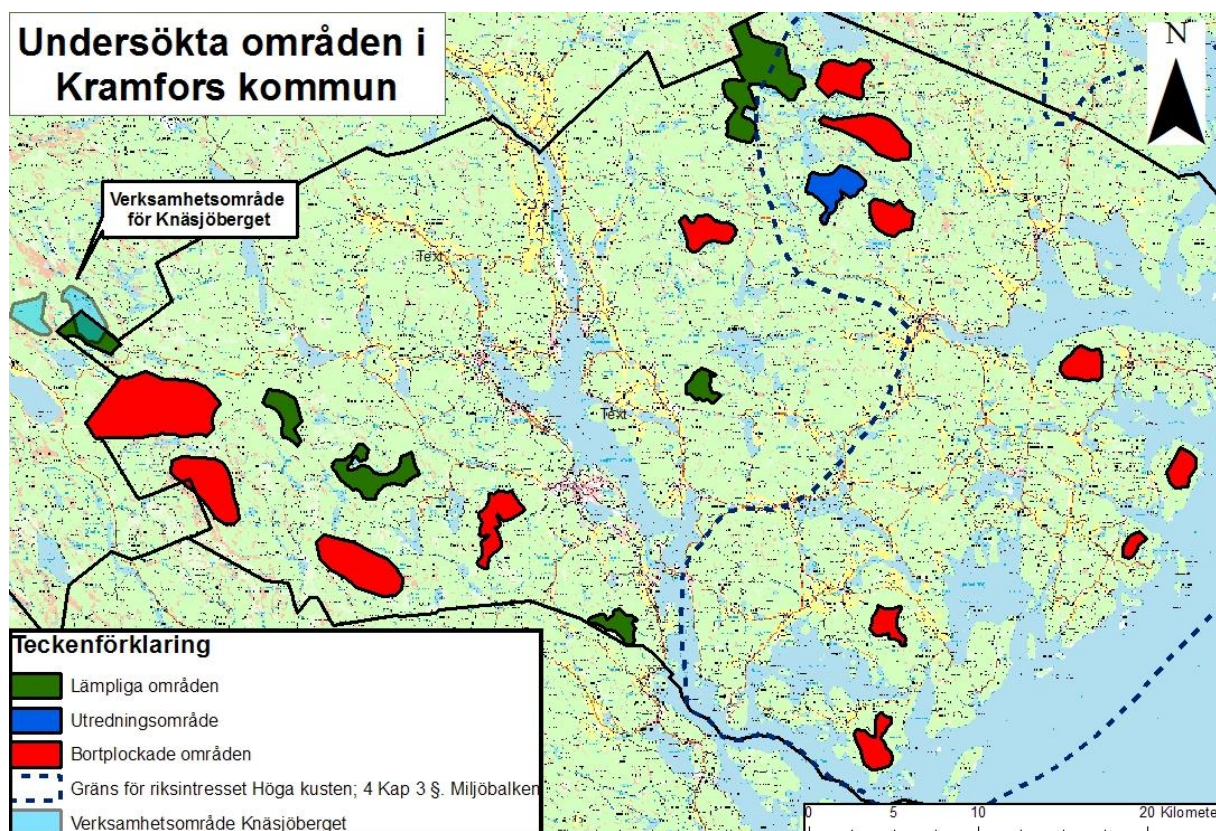 Undersökta områden i
Kramfors kommun
N
Verksamhetsområde
för Knäsjöberget
Text
Text
Teckenförklaring
Lämpliga områden
Utredningsområde
Bortplockade områden
Gräns för riksintresset Höga kusten; 4 Kap 3 §. Miljöbalken
Verksamhetsområde Knäsjöberget
0 5 10 20 Kilomete